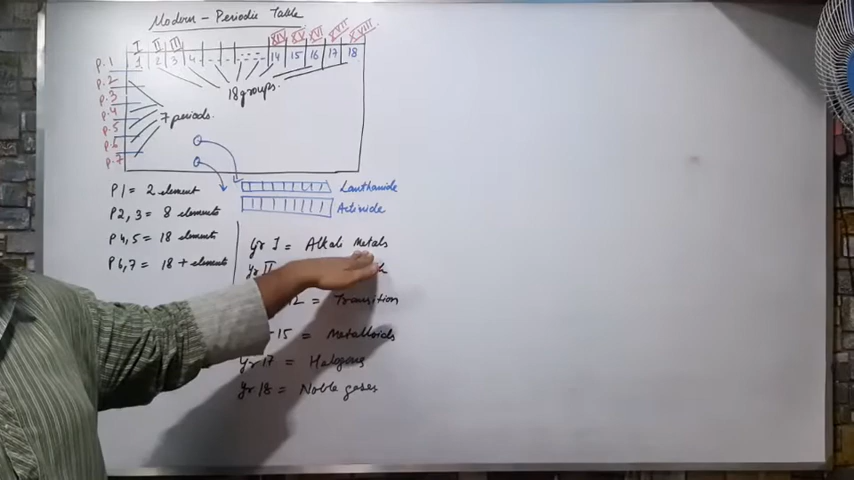 Modern - Periodic Table
I II III XIV XV XVI XVII XVIII
1 2 3 4 14 15 16 17 18
P.1
P.2
P.3
P.4
P.5
P.6
P.7
18 groups.
7 periods.
Lanthanide
Actinide
P1 = 2 element
P2, 3 = 8 elements
P4,5 = 18 elements
P6,7 = 18 + elements
gr I = Alkali Metals
gr II
12 = Transition
-15 = Metalloids
gr 17 = Halogens
gr 18 = Noble gases